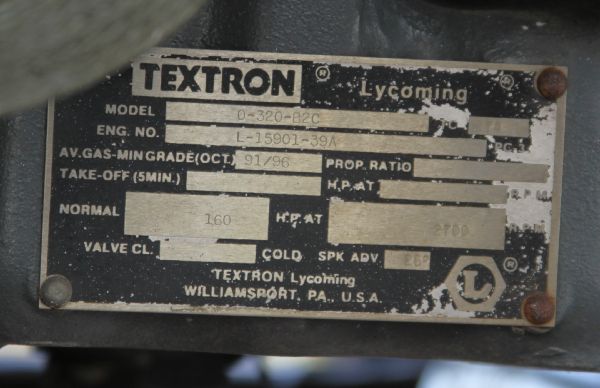 TEXTRON ® Lycoming
MODEL O-320-B2C
ENG. NO. L-15901-39A
AV.GAS-MIN GRADE (OCT.) 91/96 PROP. RATIO
TAKE-OFF (5MIN.) H.P. AT R.P.M.
NORMAL 160 H.P. AT 2700 R.P.M.
VALVE CL. COLD SPK ADV
TEXTRON Lycoming L ®
WILLIAMSPORT, PA., U.S.A.